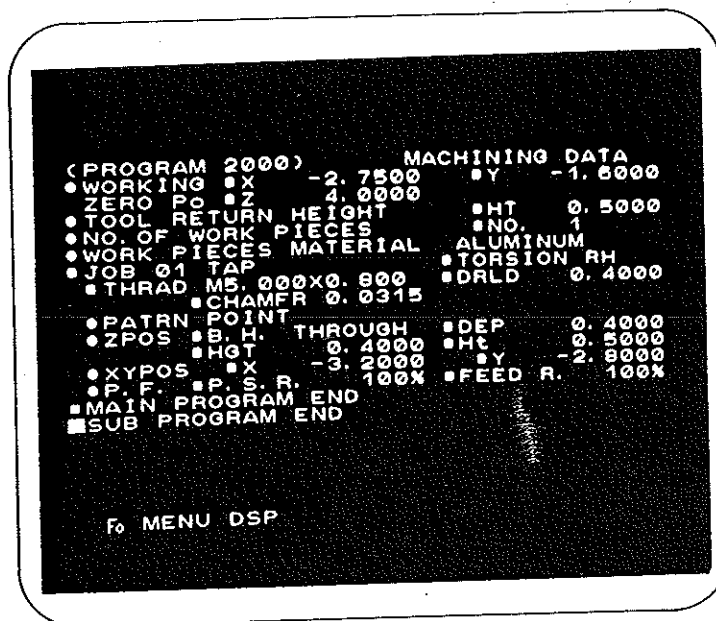 (PROGRAM 2000) MACHINING DATA
●WORKING ■X -2.7500 ■Y -1.6000
ZERO Po ■Z 4.0000
●TOOL RETURN HEIGHT ■HT 0.5000
●NO. OF WORK PIECES ■NO. 1
●WORK PIECES MATERIAL ALUMINUM
■JOB 01 TAP ■TORSION RH
■THRAD M5.000X0.800 ■DRLD 0.4000
■CHAMFR 0.0315
●PATRN POINT
●ZPOS ■B.H. THROUGH ■DEP 0.4000
■HGT 0.4000 ■Ht 0.5000
●XYPOS ■X -3.2000 ■Y -2.8000
●P.F. ■P.S.R. 100% ■FEED R. 100%
■MAIN PROGRAM END
■SUB PROGRAM END
Fo MENU DSP